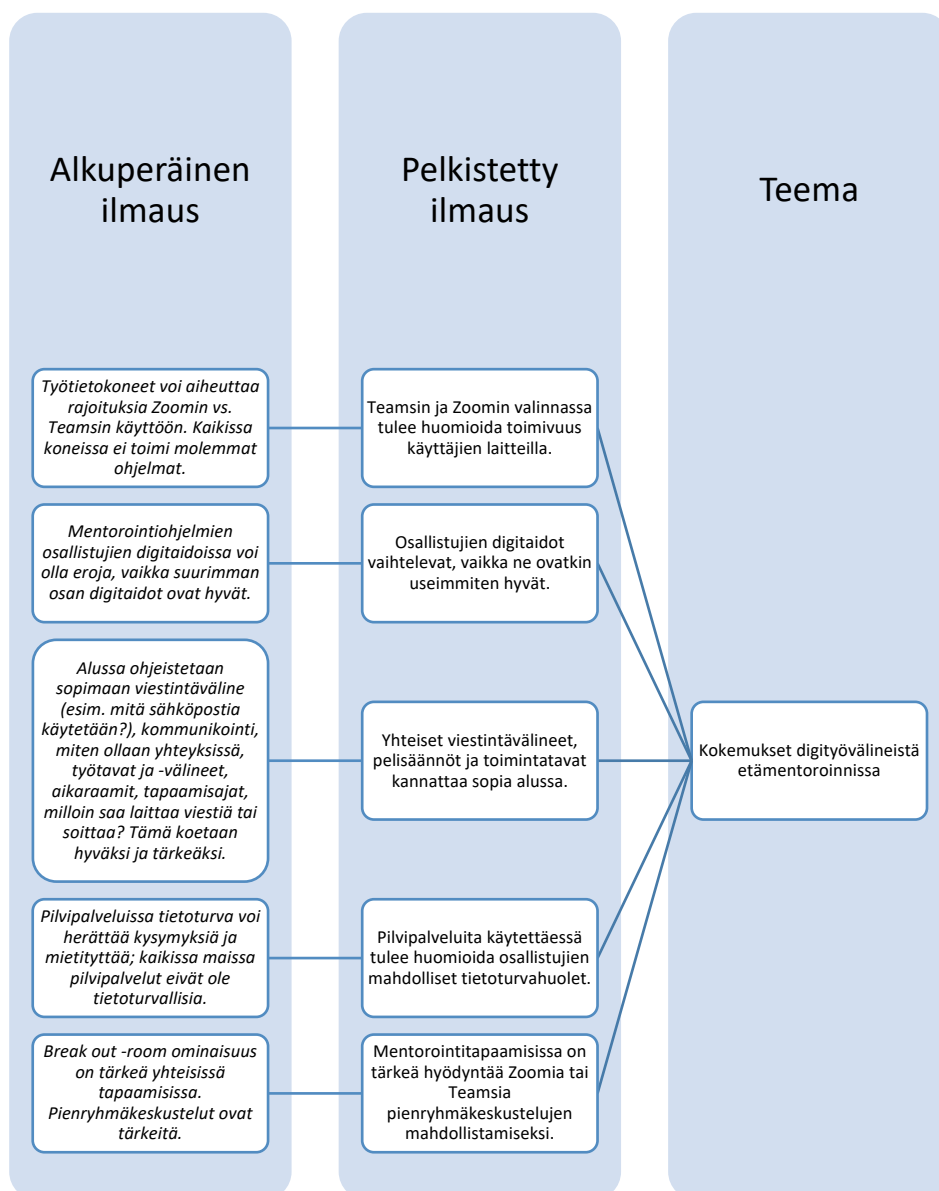 Alkuperäinen
ilmaus
Pelkistetty
ilmaus
Teema
Työtietokoneet voi aiheuttaa
rajoituksia Zoomin vs.
Teamsin käyttöön. Kaikissa
koneissa ei toimi molemmat
ohjelmat.
Teamsin ja Zoomin valinnassa
tulee huomioida toimivuus
käyttäjien laitteilla.
Mentorointiohjelmien
osallistujien digitaidoissa voi
olla eroja, vaikka suurimman
osan digitaidot ovat hyvät.
Osallistujien digitaidot
vaihtelevat, vaikka ne ovatkin
useimmiten hyvät.
Alussa ohjeistetaan
sopimaan viestintäväline
(esim. mitä sähköpostia
käytetään?), kommunikointi,
miten ollaan yhteyksissä,
työtavat ja -välineet,
aikaraamit, tapaamisajat,
milloin saa laittaa viestiä tai
soittaa? Tämä koetaan
hyväksi ja tärkeäksi.
Yhteiset viestintävälineet,
pelisäännöt ja toimintatavat
kannattaa sopia alussa.
Kokemukset digityövälineistä
etämentoroinnissa
Pilvipalveluissa tietoturva voi
herättää kysymyksiä ja
mietityttää; kaikissa maissa
pilvipalvelut eivät ole
tietoturvallisia.
Pilvipalveluita käytettäessä
tulee huomioida osallistujien
mahdolliset tietoturvahuolet.
Break out -room ominaisuus
on tärkeä yhteisissä
tapaamisissa.
Pienryhmäkeskustelut ovat
tärkeitä.
Mentorointitapaamisissa on
tärkeä hyödyntää Zoomia tai
Teamsia
pienryhmäkeskustelujen
mahdollistamiseksi.